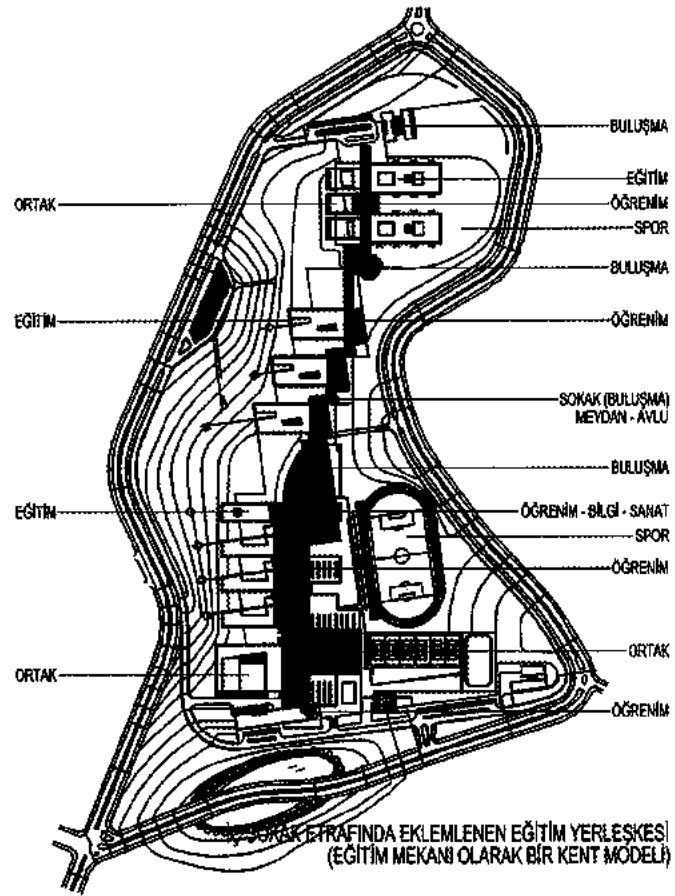 BULUŞMA
EĞİTİM
ORTAK
ÖĞRENİM
SPOR
BULUŞMA
EĞİTİM
ÖĞRENİM
SOKAK (BULUŞMA)
MEYDAN - AVLU
BULUŞMA
EĞİTİM
ÖĞRENİM - BİLGİ - SANAT
SPOR
ÖĞRENİM
ORTAK
ORTAK
ÖĞRENİM
İÇ SOKAK ETRAFINDA EKLEMLENEN EĞİTİM YERLEŞKESİ
(EĞİTİM MEKANI OLARAK BİR KENT MODELİ)